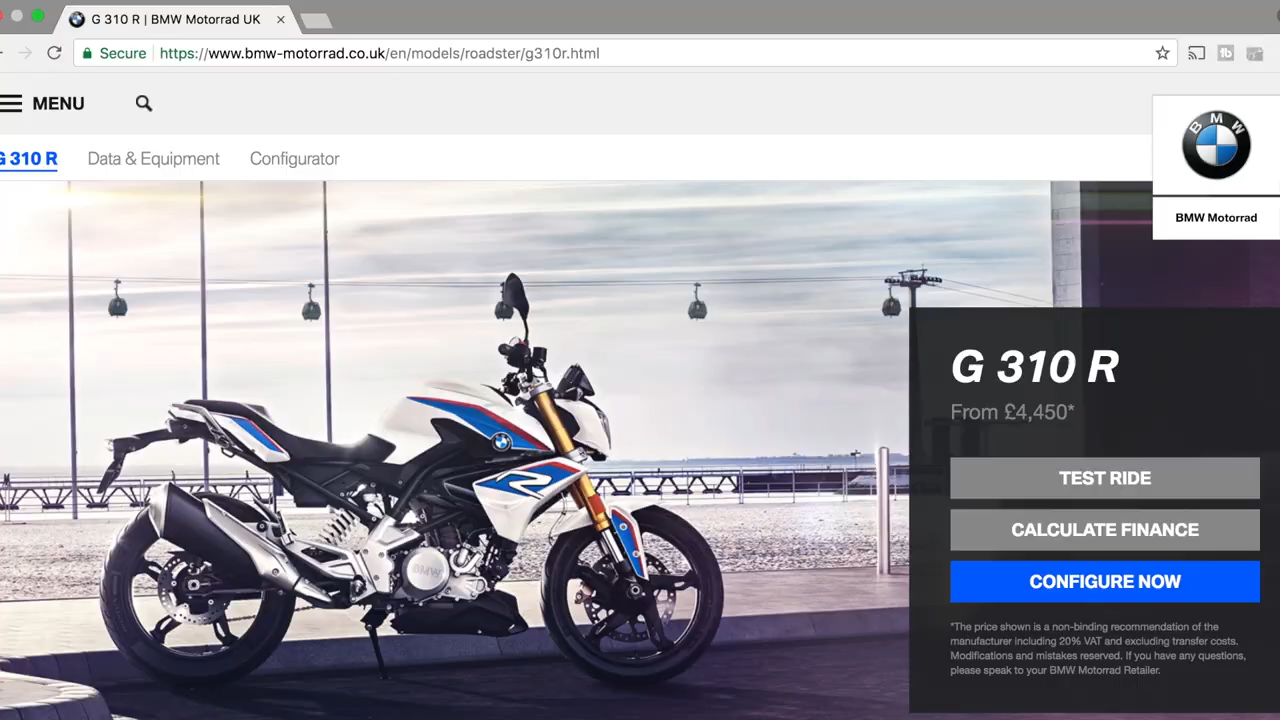 G 310 R | BMW Motorrad UK
Secure https://www.bmw-motorrad.co.uk/en/models/roadster/g310r.html
MENU
BMW
G 310 R Data & Equipment Configurator
BMW Motorrad
G 310 R
From £4,450*
TEST RIDE
CALCULATE FINANCE
CONFIGURE NOW
*The price shown is a non-binding recommendation of the
manufacturer including 20% VAT and excluding transfer costs.
Modifications and mistakes reserved. If you have any questions,
please speak to your BMW Motorrad Retailer.
R
BMW